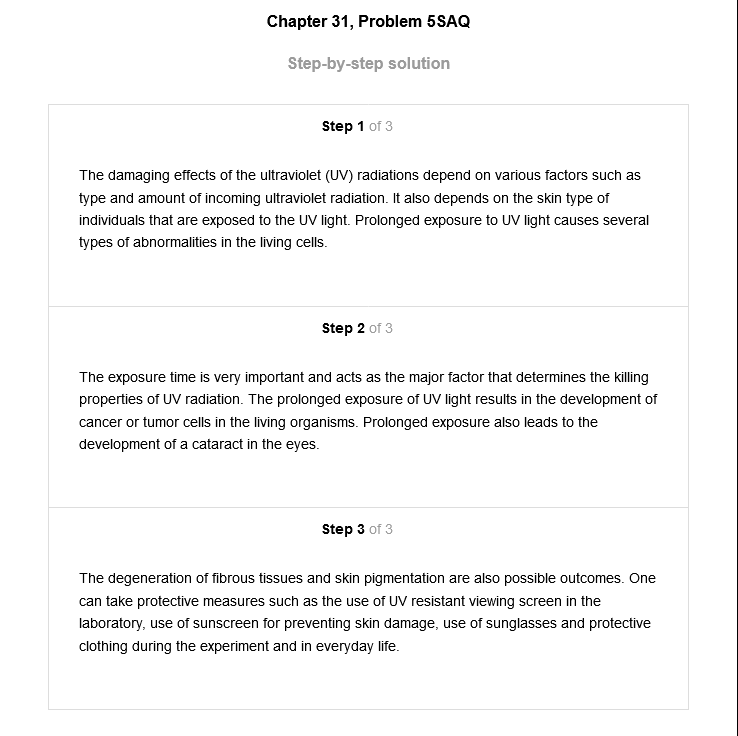 Chapter 31, Problem 5SAQ
Step-by-step solution
Step 1 of 3
The damaging effects of the ultraviolet (UV) radiations depend on various factors such as
type and amount of incoming ultraviolet radiation. It also depends on the skin type of
individuals that are exposed to the UV light. Prolonged exposure to UV light causes several
types of abnormalities in the living cells.
Step 2 of 3
The exposure time is very important and acts as the major factor that determines the killing
properties of UV radiation. The prolonged exposure of UV light results in the development of
cancer or tumor cells in the living organisms. Prolonged exposure also leads to the
development of a cataract in the eyes.
Step 3 of 3
The degeneration of fibrous tissues and skin pigmentation are also possible outcomes. One
can take protective measures such as the use of UV resistant viewing screen in the
laboratory, use of sunscreen for preventing skin damage, use of sunglasses and protective
clothing during the experiment and in everyday life.